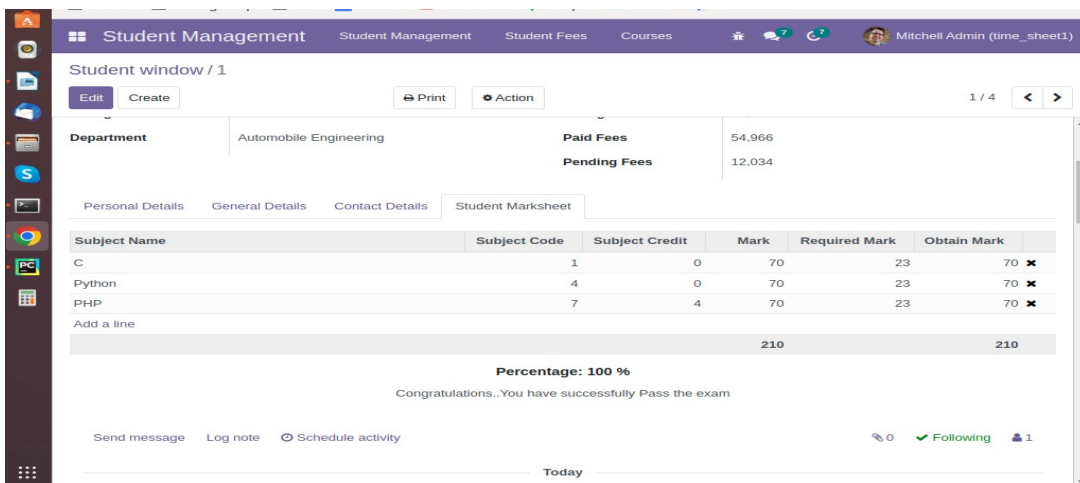 Student Management Student Management Student Fees Courses 7 7 Mitchell Admin (time_sheet1)
Student window / 1
Edit Create Print Action 1 / 4
Department Automobile Engineering Paid Fees 54,966
Pending Fees 12,034
Personal Details General Details Contact Details Student Marksheet
Subject Name Subject Code Subject Credit Mark Required Mark Obtain Mark
C 1 0 70 23 70
Python 4 0 70 23 70
PHP 7 4 70 23 70
Add a line
210 210
Percentage: 100 %
Congratulations..You have successfully Pass the exam
Send message Log note Schedule activity 0 Following 1
Today